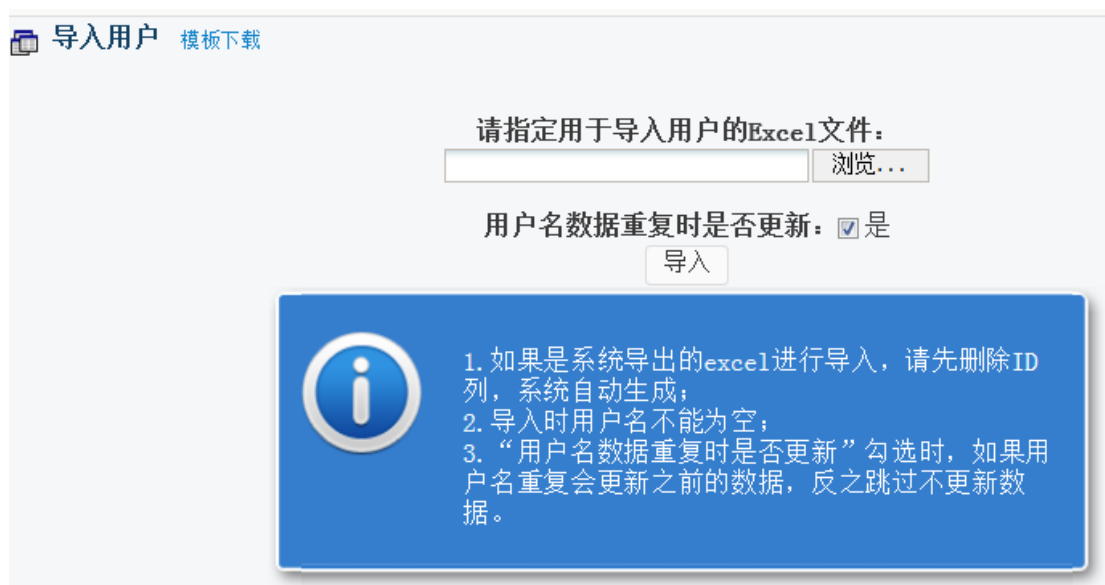 导入用户 模板下载
请指定用于导入用户的Excel文件：
浏览...
用户名数据重复时是否更新：是
导入
1.如果是系统导出的excel进行导入，请先删除ID
列，系统自动生成；
2.导入时用户名不能为空；
3.“用户名数据重复时是否更新”勾选时，如果用
户名重复会更新之前的数据，反之跳过不更新数
据。